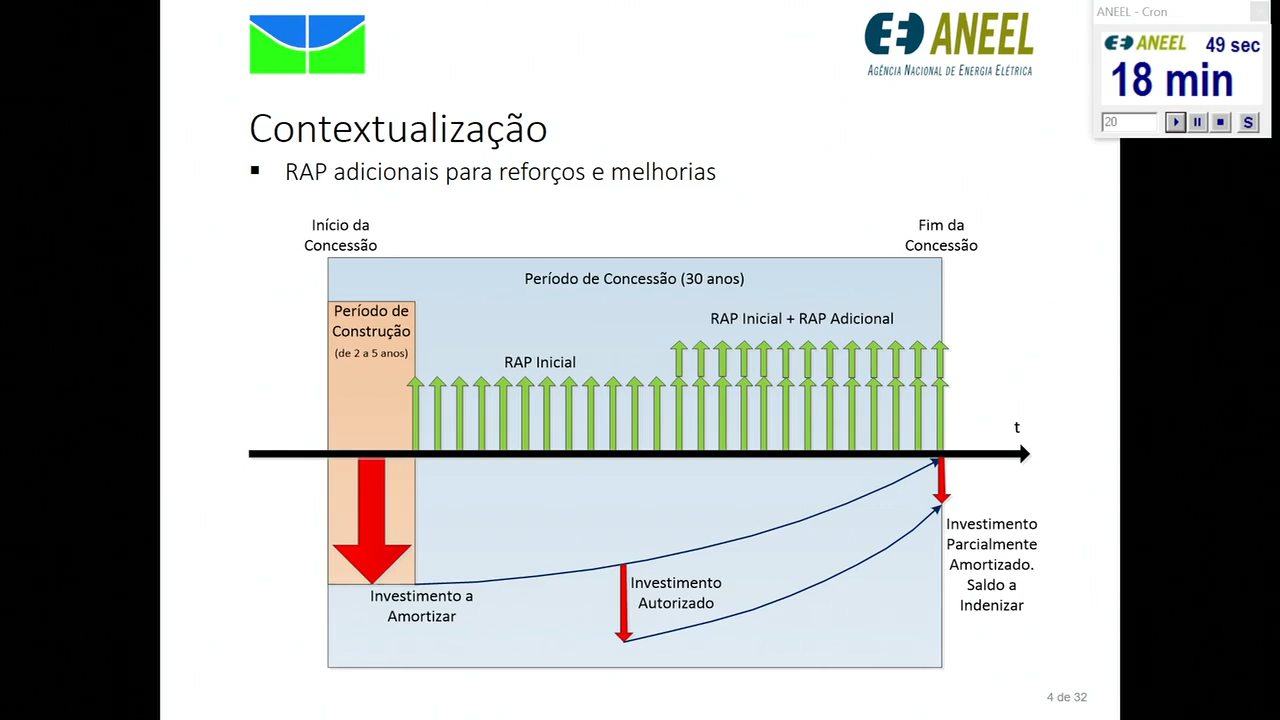 ANEEL
AGÊNCIA NACIONAL DE ENERGIA ELÉTRICA
ANEEL - Cron
ANEEL 49 sec
18 min
20
S
Contextualização
RAP adicionais para reforços e melhorias
Início da
Concessão
Fim da
Concessão
Período de Concessão (30 anos)
Período de
Construção
(de 2 a 5 anos)
RAP Inicial + RAP Adicional
RAP Inicial
t
Investimento a
Amortizar
Investimento
Autorizado
Investimento
Parcialmente
Amortizado.
Saldo a
Indenizar
4 de 32